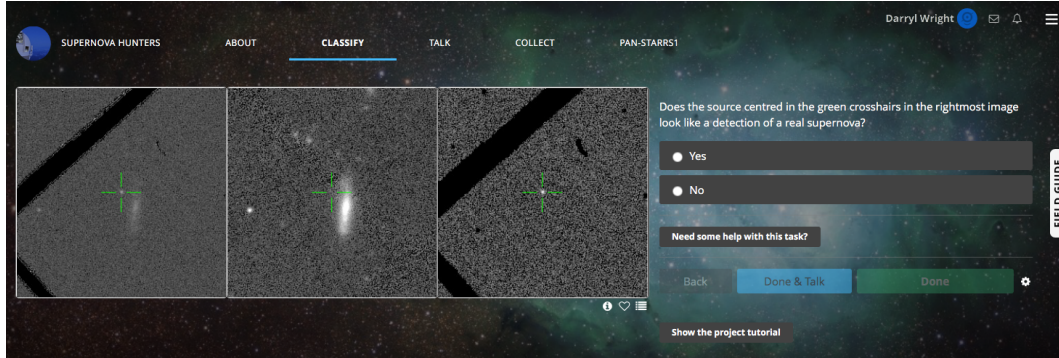 Darryl Wright
SUPERNOVA HUNTERS ABOUT CLASSIFY TALK COLLECT PAN-STARRS1
Does the source centred in the green crosshairs in the rightmost image
look like a detection of a real supernova?
Yes
No
FIELD GUIDE
Need some help with this task?
Back Done & Talk Done
Show the project tutorial